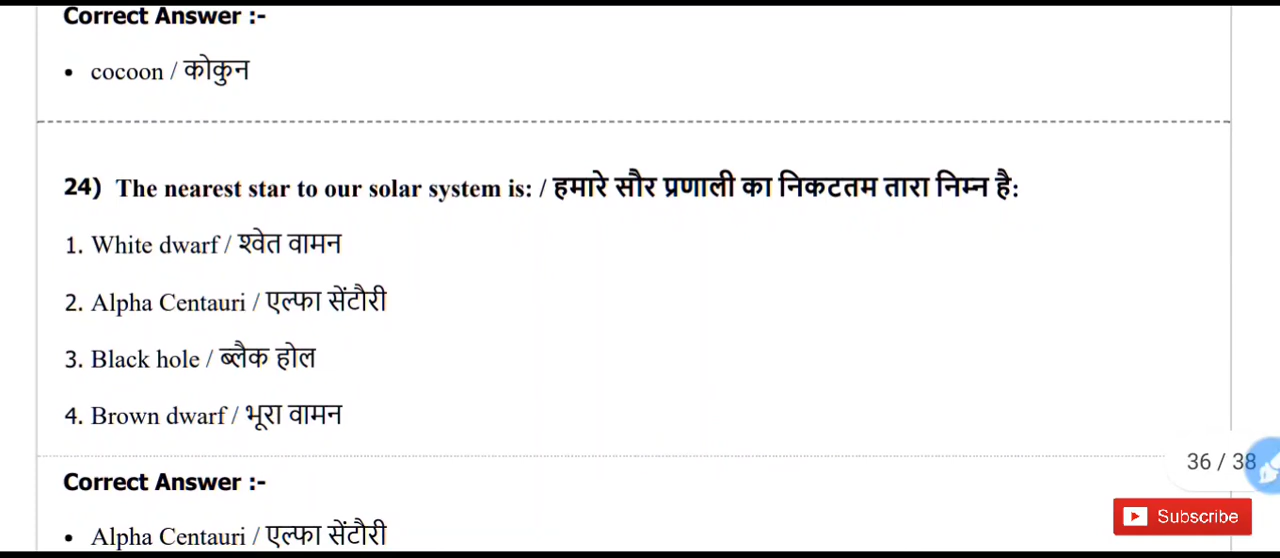 Correct Answer :-
• cocoon / कोकुन
24) The nearest star to our solar system is: / हमारे सौर प्रणाली का निकटतम तारा निम्न है:
1. White dwarf / श्वेत वामन
2. Alpha Centauri / एल्फा सेंटौरी
3. Black hole / ब्लैक होल
4. Brown dwarf / भूरा वामन
36 / 38
Correct Answer :-
Subscribe
• Alpha Centauri / एल्फा सेंटौरी